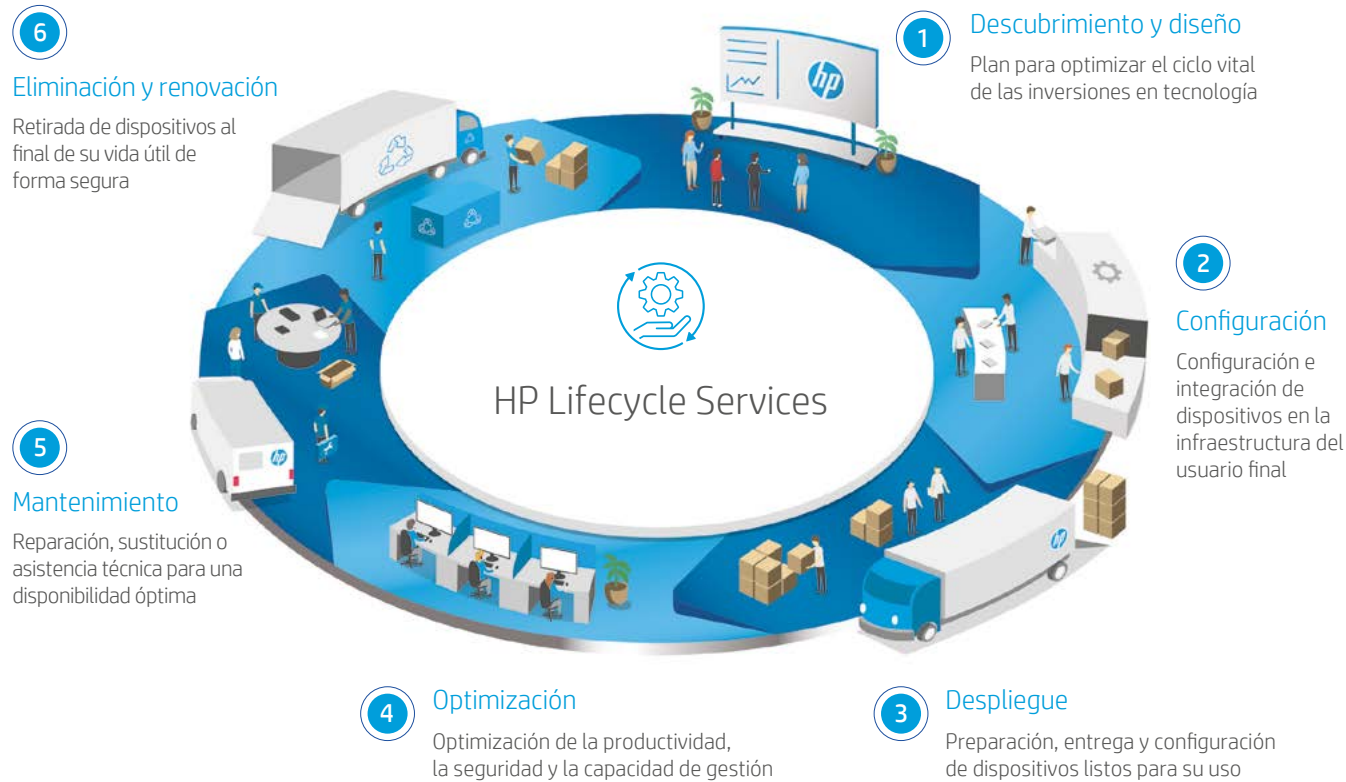 1
Descubrimiento y diseño
Plan para optimizar el ciclo vital
de las inversiones en tecnología
2
Configuración
Configuración e
integración de
dispositivos en la
infraestructura del
usuario final
3
Despliegue
Preparación, entrega y configuración
de dispositivos listos para su uso
4
Optimización
Optimización de la productividad,
la seguridad y la capacidad de gestión
5
Mantenimiento
Reparación, sustitución o
asistencia técnica para una
disponibilidad óptima
6
Eliminación y renovación
Retirada de dispositivos al
final de su vida útil de
forma segura
HP Lifecycle Services
hp
hp
hp